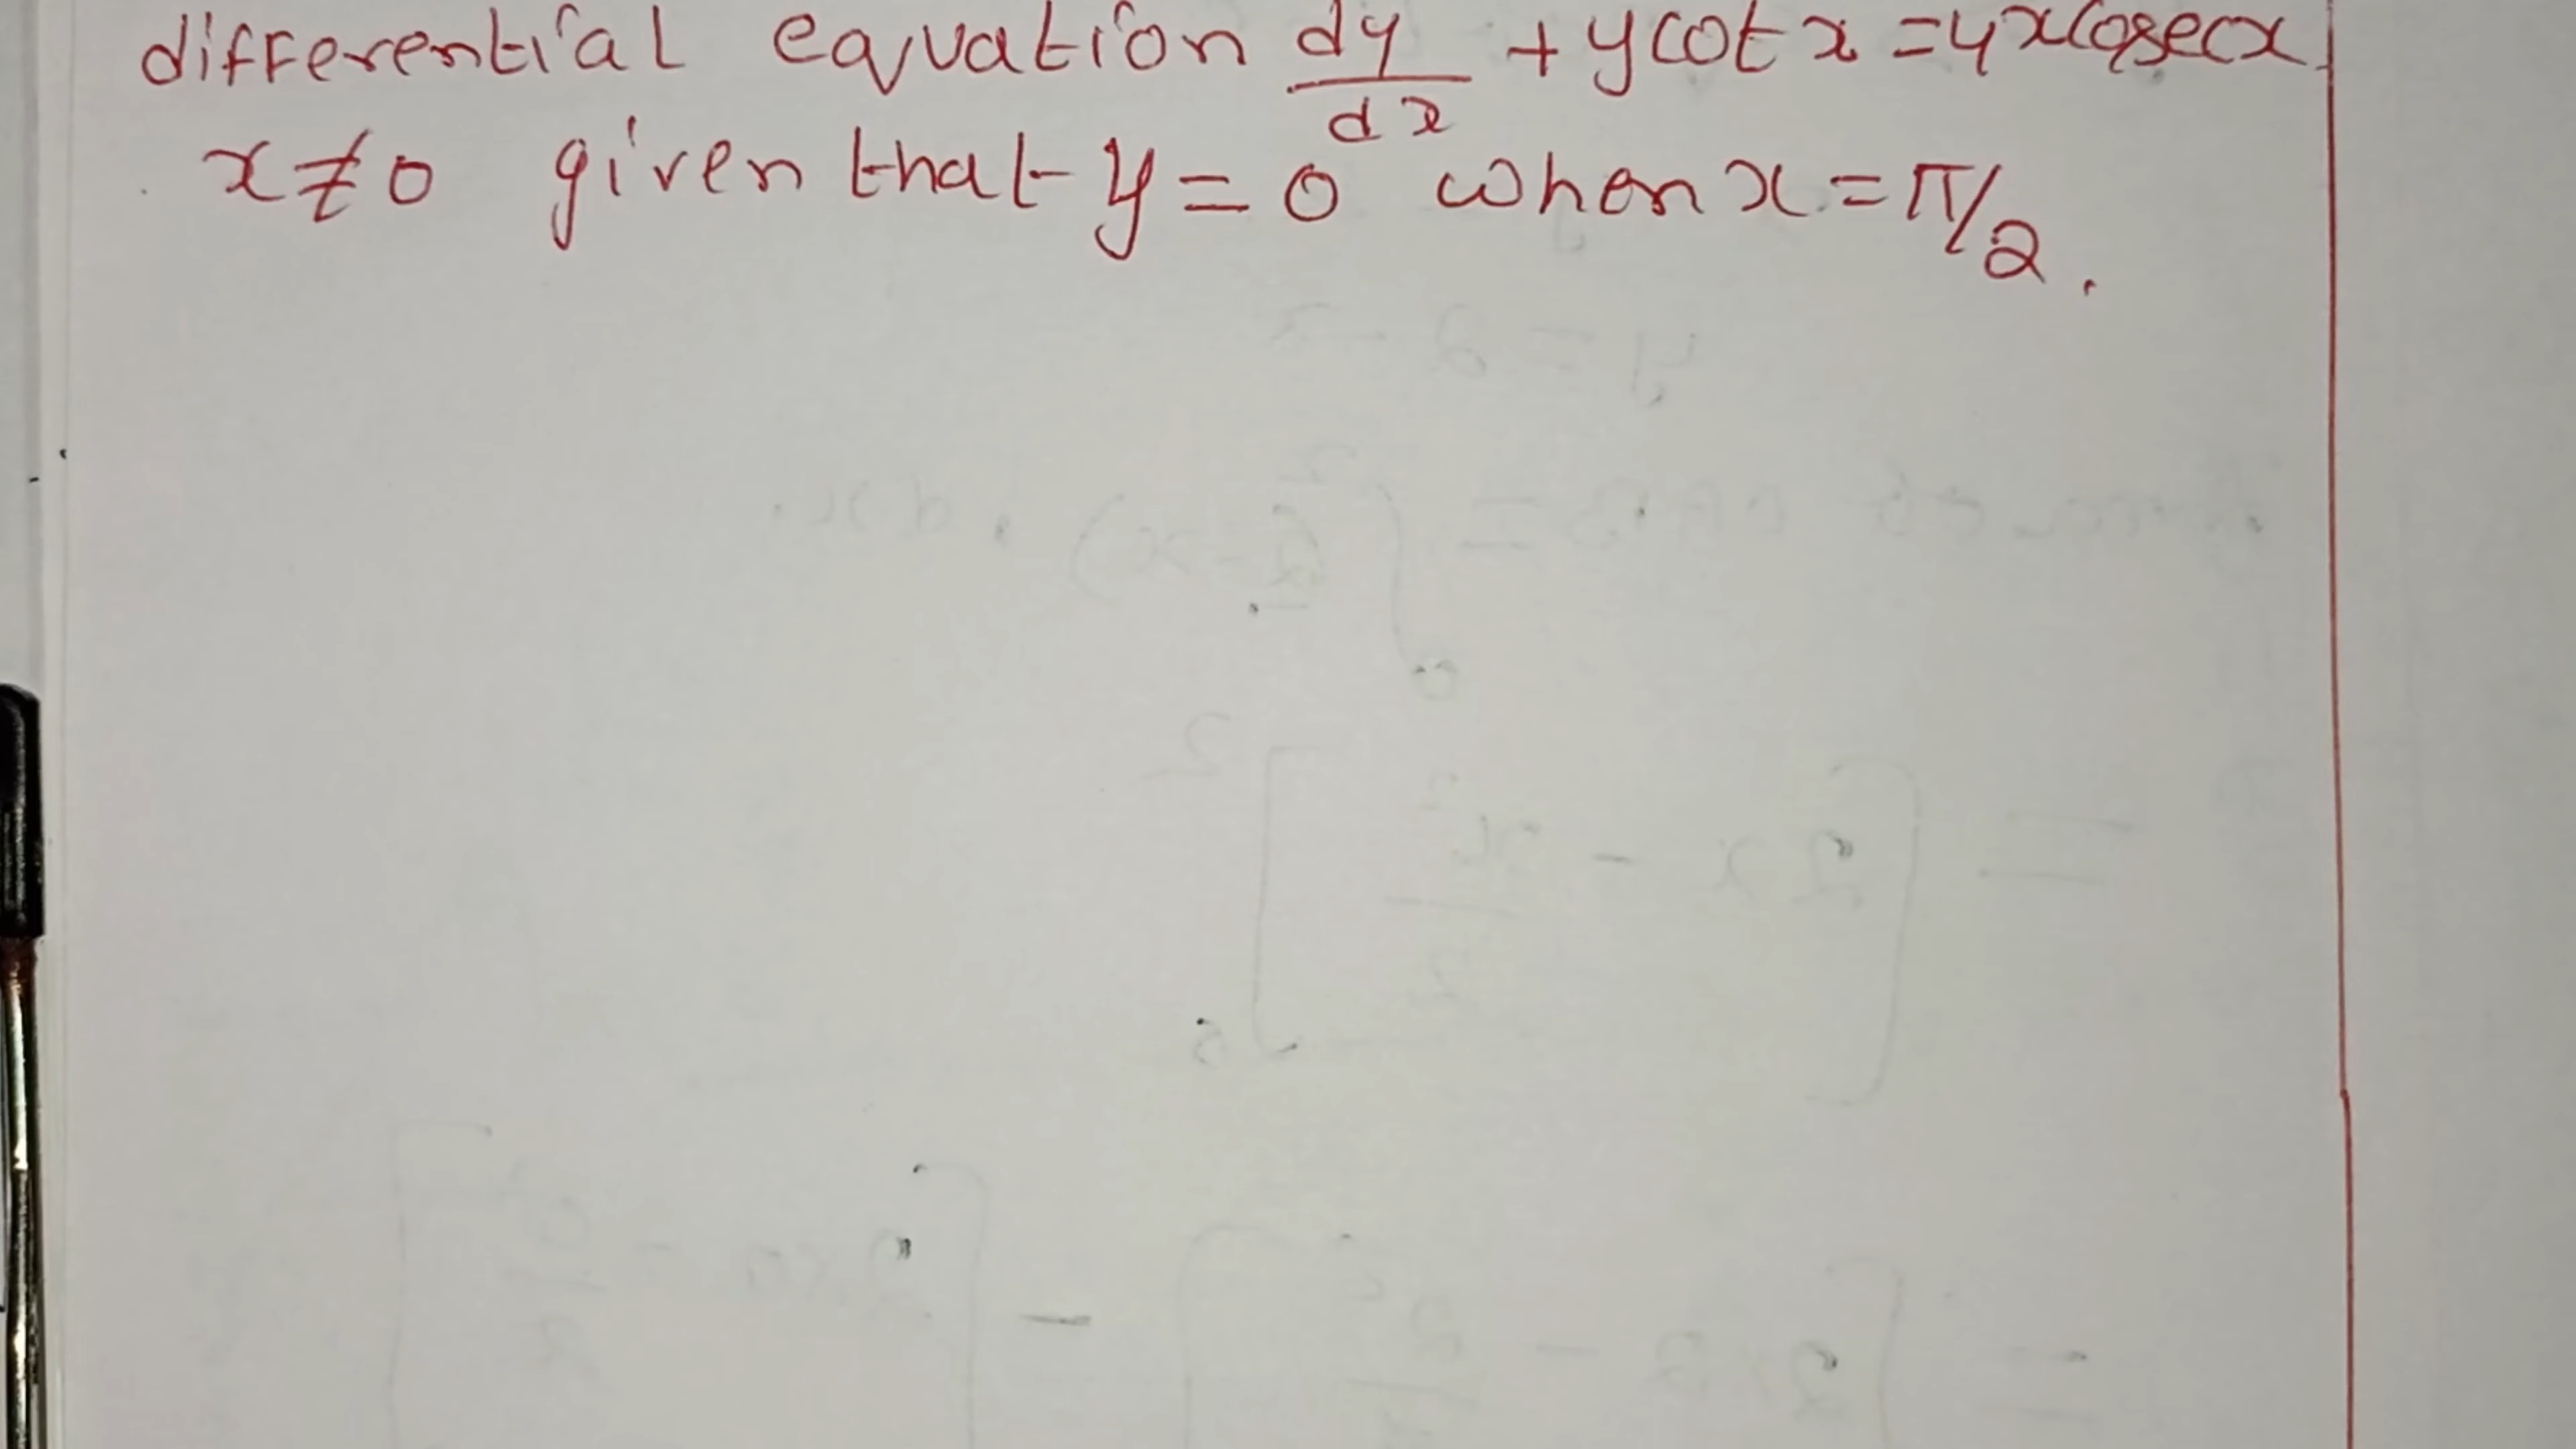 differential equation dy/dx + y cot x = 4x cosec x,
x ≠ 0 given that y = 0 when x = π/2.